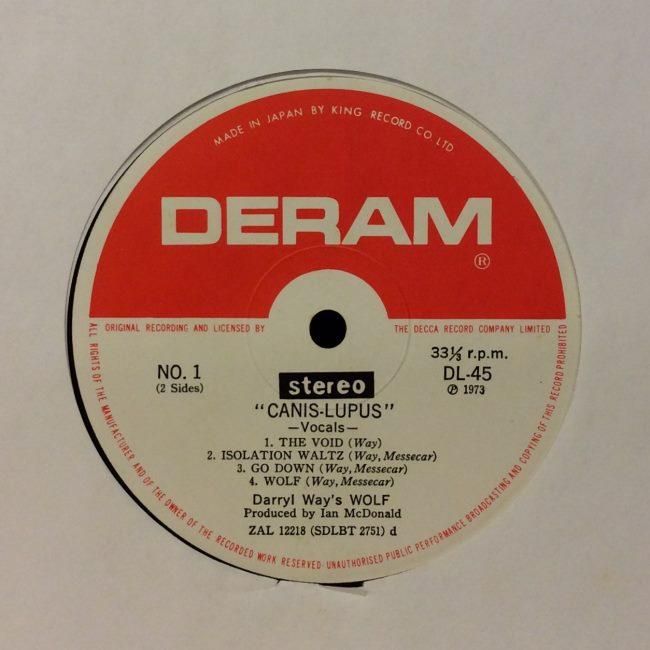 MADE IN JAPAN BY KING RECORD CO. LTD
DERAM
®
ORIGINAL RECORDING AND LICENSED BY THE DECCA RECORD COMPANY LIMITED
ALL RIGHTS OF THE MANUFACTURER AND OF THE OWNER OF THE RECORDED WORK RESERVED · UNAUTHORISED PUBLIC PERFORMANCE BROADCASTING AND COPYING OF THIS RECORD PROHIBITED
33⅓ r.p.m.
NO. 1
DL-45
(2 Sides)
℗ 1973
stereo
"CANIS-LUPUS"
—Vocals—
1. THE VOID (Way)
2. ISOLATION WALTZ (Way, Messecar)
3. GO DOWN (Way, Messecar)
4. WOLF (Way, Messecar)
Darryl Way's WOLF
Produced by Ian McDonald
ZAL 12218 (SDLBT 2751) d